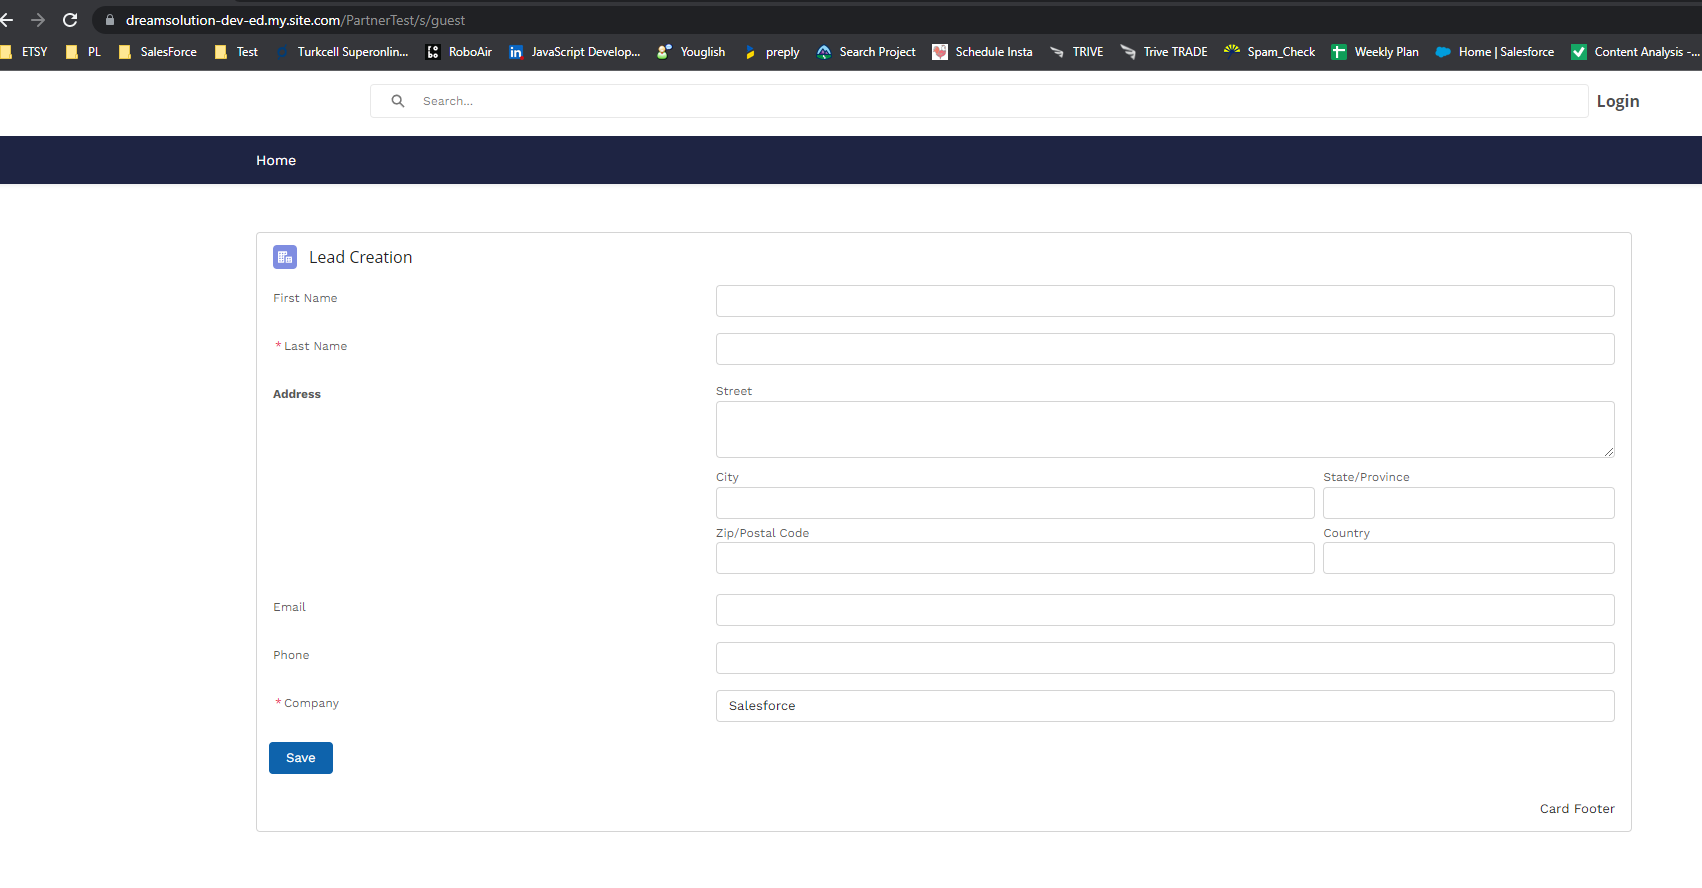 dreamsolution-dev-ed.my.site.com/PartnerTest/s/guest
ETSY PL SalesForce Test Turkcell Superonlin... ROBO RoboAir in JavaScript Develop... Youglish preply Search Project Schedule Insta TRIVE Trive TRADE Spam_Check Weekly Plan Home | Salesforce Content Analysis -...
Search... Login
Home
Lead Creation
First Name
* Last Name
Address Street
City State/Province
Zip/Postal Code Country
Email
Phone
* Company Salesforce
Save
Card Footer